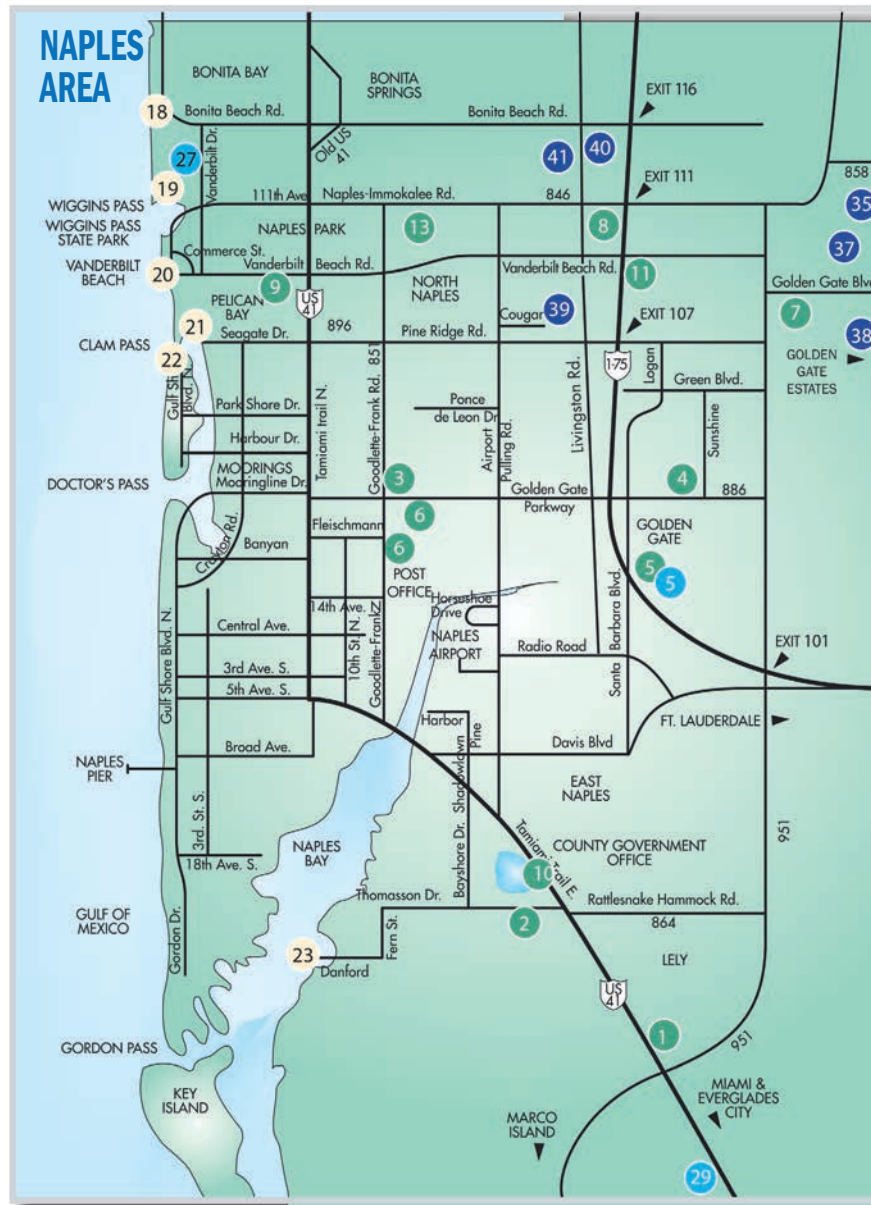 NAPLES
AREA
BONITA BAY
BONITA
SPRINGS
EXIT 116
18
Bonita Beach Rd.
Bonita Beach Rd.
Old US
41
27
Vanderbilt Dr.
41
40
EXIT 111
858
19
111th Ave
Naples-Immokalee Rd.
846
35
WIGGINS PASS
WIGGINS PASS
STATE PARK
NAPLES PARK
13
8
37
Commerce St.
VANDERBILT
BEACH
20
Vanderbilt Beach Rd.
Vanderbilt Beach Rd.
11
9
NORTH
NAPLES
Golden Gate Blvd
PELICAN
BAY
US
41
Cougar
39
EXIT 107
7
21
Seagate Dr.
896
851
Pine Ridge Rd.
38
CLAM PASS
22
I-75
Logan
GOLDEN
GATE
ESTATES
Gulf Shore
Blvd. N.
Green Blvd.
Park Shore Dr.
Tamiami trail N.
Goodlette-Frank Rd.
Ponce
de Leon Dr.
Airport
Pulling Rd.
Livingston Rd.
Sunshine
Harbour Dr.
MOORINGS
Mooringline Dr.
DOCTOR'S PASS
3
4
Golden Gate
Parkway
886
6
Fleischmann
GOLDEN
GATE
Crayton Rd.
Banyan
6
5
5
POST
OFFICE
14th Ave. N.
Horsushoe
Drive
Gulf Shore Blvd. N.
Central Ave.
10th St. N.
Goodlette-Frank
NAPLES
AIRPORT
Radio Road
Santa Barbara Blvd.
EXIT 101
3rd Ave. S.
5th Ave. S.
Harbor
Pine
FT. LAUDERDALE
Broad Ave.
Davis Blvd
NAPLES
PIER
Shadowlawn
EAST
NAPLES
3rd. St. S.
951
NAPLES
BAY
Bayshore Dr.
Tamiami Trail E.
COUNTY GOVERNMENT
OFFICE
18th Ave. S.
10
Thomasson Dr.
Rattlesnake Hammock Rd.
GULF OF
MEXICO
Gordon Dr.
2
864
Fern St.
23
Danford
LELY
US
41
1
951
GORDON PASS
KEY
ISLAND
MARCO
ISLAND
MIAMI &
EVERGLADES
CITY
29